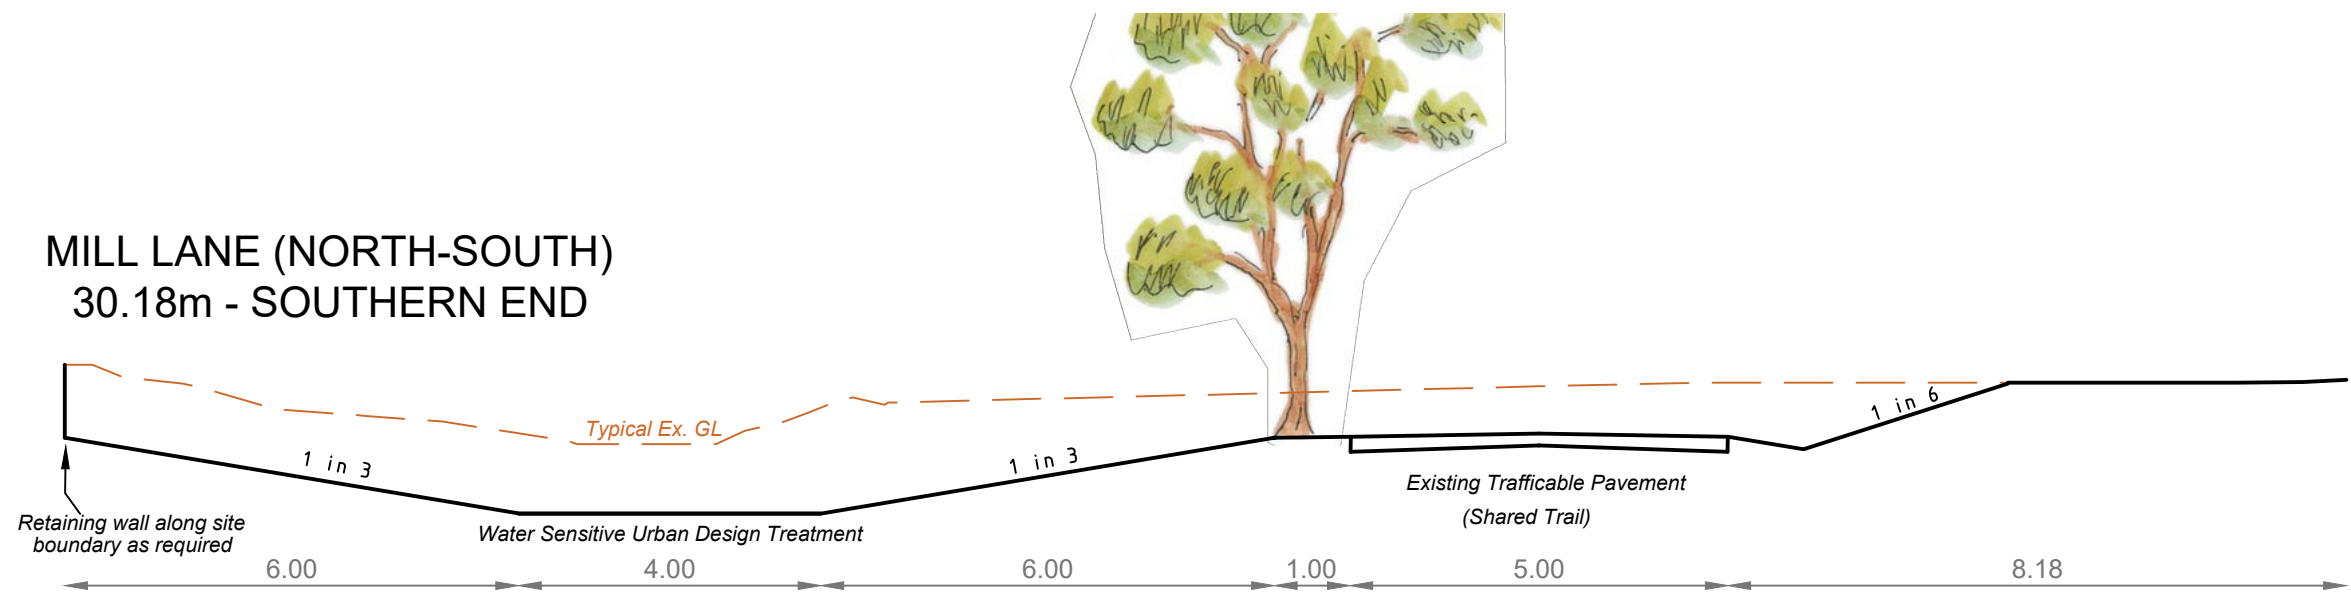 MILL LANE (NORTH-SOUTH)
30.18m - SOUTHERN END
Typical Ex. GL
1 in 3
1 in 3
1 in 6
Retaining wall along site
boundary as required
Water Sensitive Urban Design Treatment
Existing Trafficable Pavement
(Shared Trail)
6.00
4.00
6.00
1.00
5.00
8.18